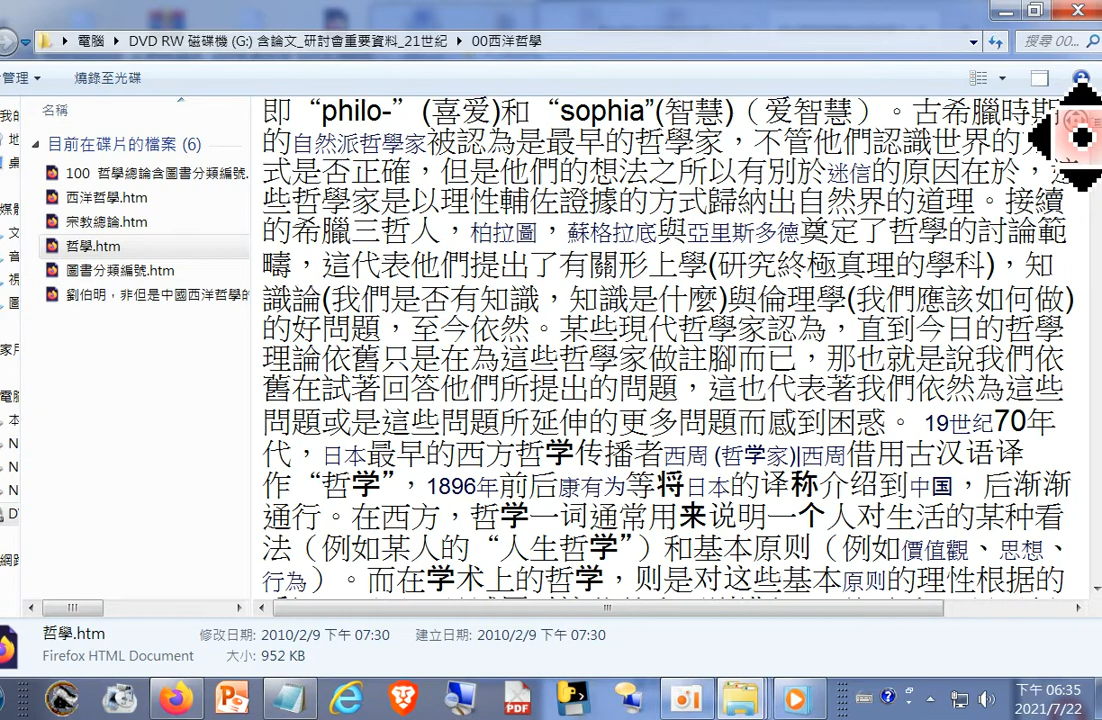 電腦 DVD RW 磁碟機 (G:) 含論文_研討會重要資料_21世紀 00西洋哲學
搜尋 00...
管理 燒錄至光碟
名稱
目前在碟片的檔案 (6)
100 哲學總論含圖書分類編號.
西洋哲學.htm
宗教總論.htm
哲學.htm
圖書分類編號.htm
劉伯明，非但是中國西洋哲學的
即“philo-”(喜爱)和“sophia”(智慧)（愛智慧）。古希臘時期
的自然派哲學家被認為是最早的哲學家，不管他們認識世界的方
式是否正確，但是他們的想法之所以有別於迷信的原因在於，這
些哲學家是以理性輔佐證據的方式歸納出自然界的道理。接續
的希臘三哲人，柏拉圖，蘇格拉底與亞里斯多德奠定了哲學的討論範
疇，這代表他們提出了有關形上學(研究終極真理的學科)，知
識論(我們是否有知識，知識是什麼)與倫理學(我們應該如何做)
的好問題，至今依然。某些現代哲學家認為，直到今日的哲學
理論依舊只是在為這些哲學家做註腳而已，那也就是說我們依
舊在試著回答他們所提出的問題，這也代表著我們依然為這些
問題或是這些問題所延伸的更多問題而感到困惑。 19世纪70年
代，日本最早的西方哲学传播者西周 (哲学家)|西周借用古汉语译
作“哲学”，1896年前后康有为等将日本的译称介绍到中国，后渐渐
通行。在西方，哲学一词通常用来说明一个人对生活的某种看
法（例如某人的“人生哲学”）和基本原则（例如價值觀、思想、
行為）。而在学术上的哲学，则是对这些基本原则的理性根据的
哲學.htm
Firefox HTML Document
修改日期: 2010/2/9 下午 07:30
建立日期: 2010/2/9 下午 07:30
大小: 952 KB
下午 06:35
2021/7/22